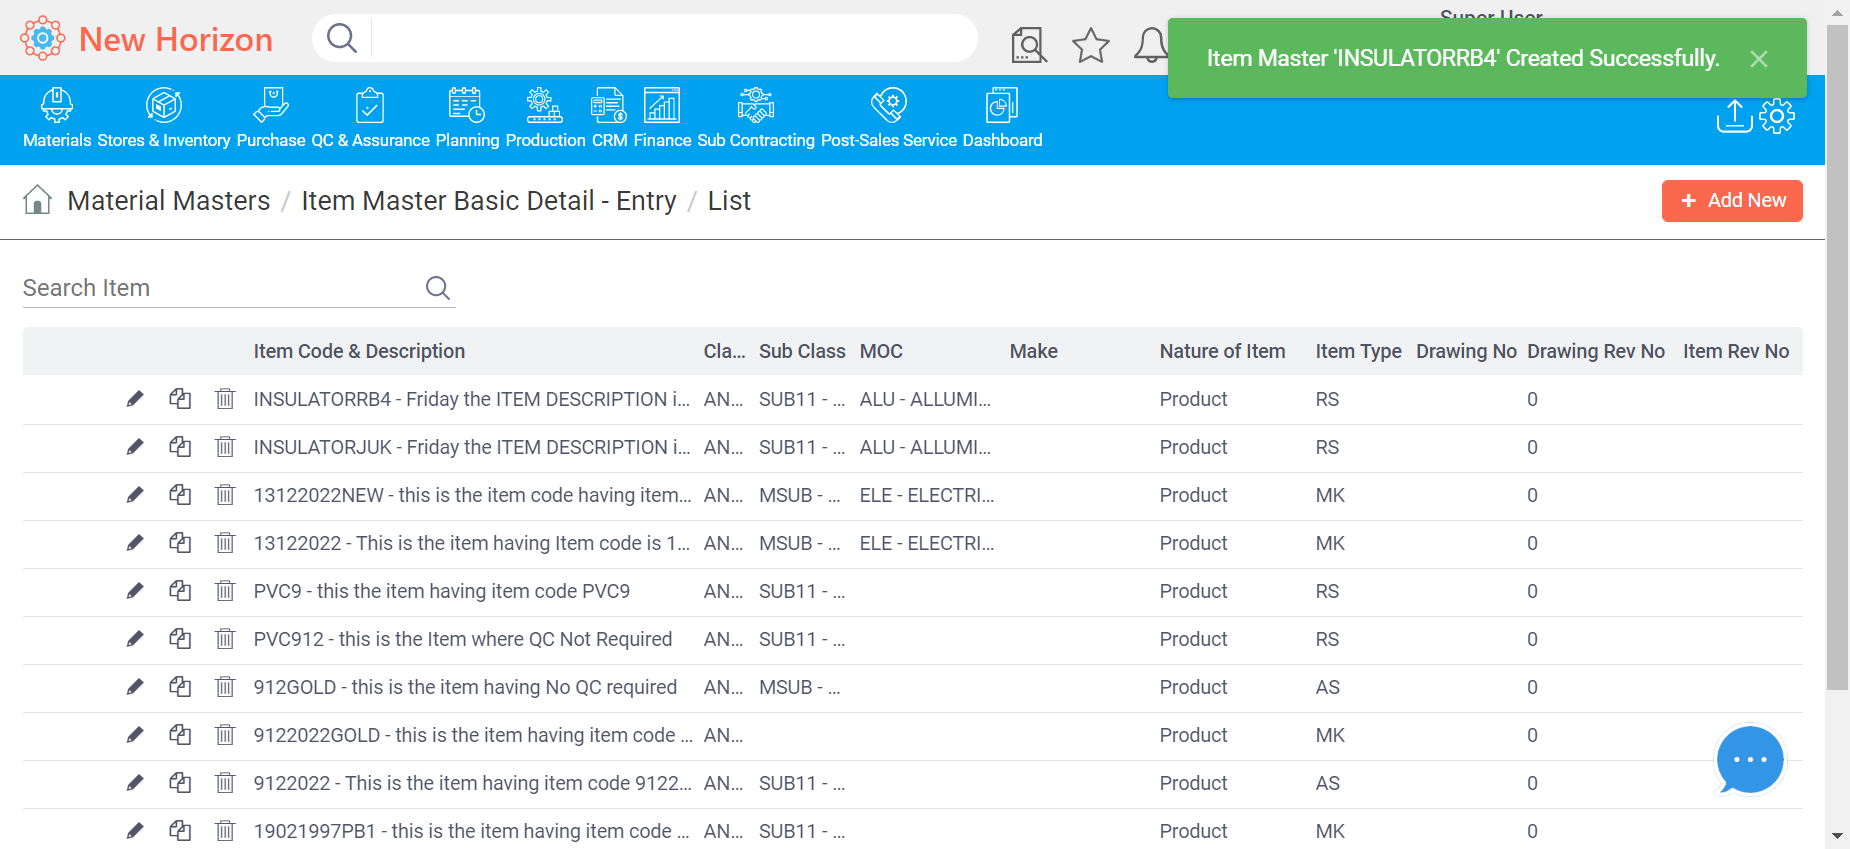 New Horizon
Super User
Item Master 'INSULATORRB4' Created Successfully.
Materials Stores & Inventory Purchase QC & Assurance Planning Production CRM Finance Sub Contracting Post-Sales Service Dashboard
Material Masters / Item Master Basic Detail - Entry / List
+ Add New
Search Item
Item Code & Description Cla... Sub Class MOC Make Nature of Item Item Type Drawing No Drawing Rev No Item Rev No
INSULATORRB4 - Friday the ITEM DESCRIPTION i... AN... SUB11 - ... ALU - ALLUMI... Product RS 0
INSULATORJUK - Friday the ITEM DESCRIPTION i... AN... SUB11 - ... ALU - ALLUMI... Product RS 0
13122022NEW - this is the item code having item... AN... MSUB - ... ELE - ELECTRI... Product MK 0
13122022 - This is the item having Item code is 1... AN... MSUB - ... ELE - ELECTRI... Product MK 0
PVC9 - this the item having item code PVC9 AN... SUB11 - ... Product RS 0
PVC912 - this is the Item where QC Not Required AN... SUB11 - ... Product RS 0
912GOLD - this is the item having No QC required AN... MSUB - ... Product AS 0
9122022GOLD - this is the item having item code ... AN... Product MK 0
9122022 - This is the item having item code 9122... AN... SUB11 - ... Product AS 0
19021997PB1 - this is the item having item code ... AN... SUB11 - ... Product MK 0